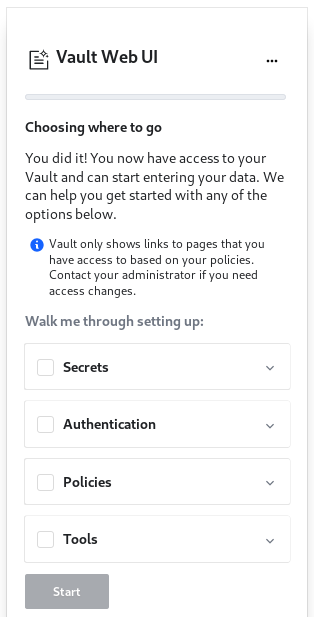 Vault Web UI
Choosing where to go
You did it! You now have access to your
Vault and can start entering your data. We
can help you get started with any of the
options below.
Vault only shows links to pages that you
have access to based on your policies.
Contact your administrator if you need
access changes.
Walk me through setting up:
Secrets
Authentication
Policies
Tools
Start